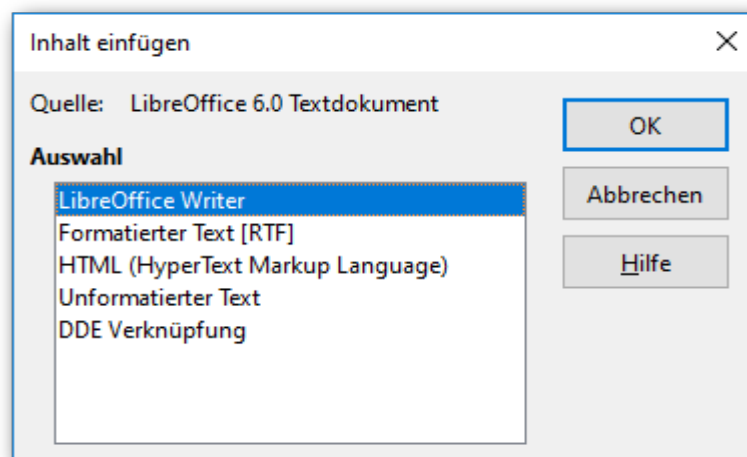 Inhalt einfügen
Quelle: LibreOffice 6.0 Textdokument
OK
Auswahl
LibreOffice Writer
Abbrechen
Formatierter Text [RTF]
HTML (HyperText Markup Language)
Hilfe
Unformatierter Text
DDE Verknüpfung